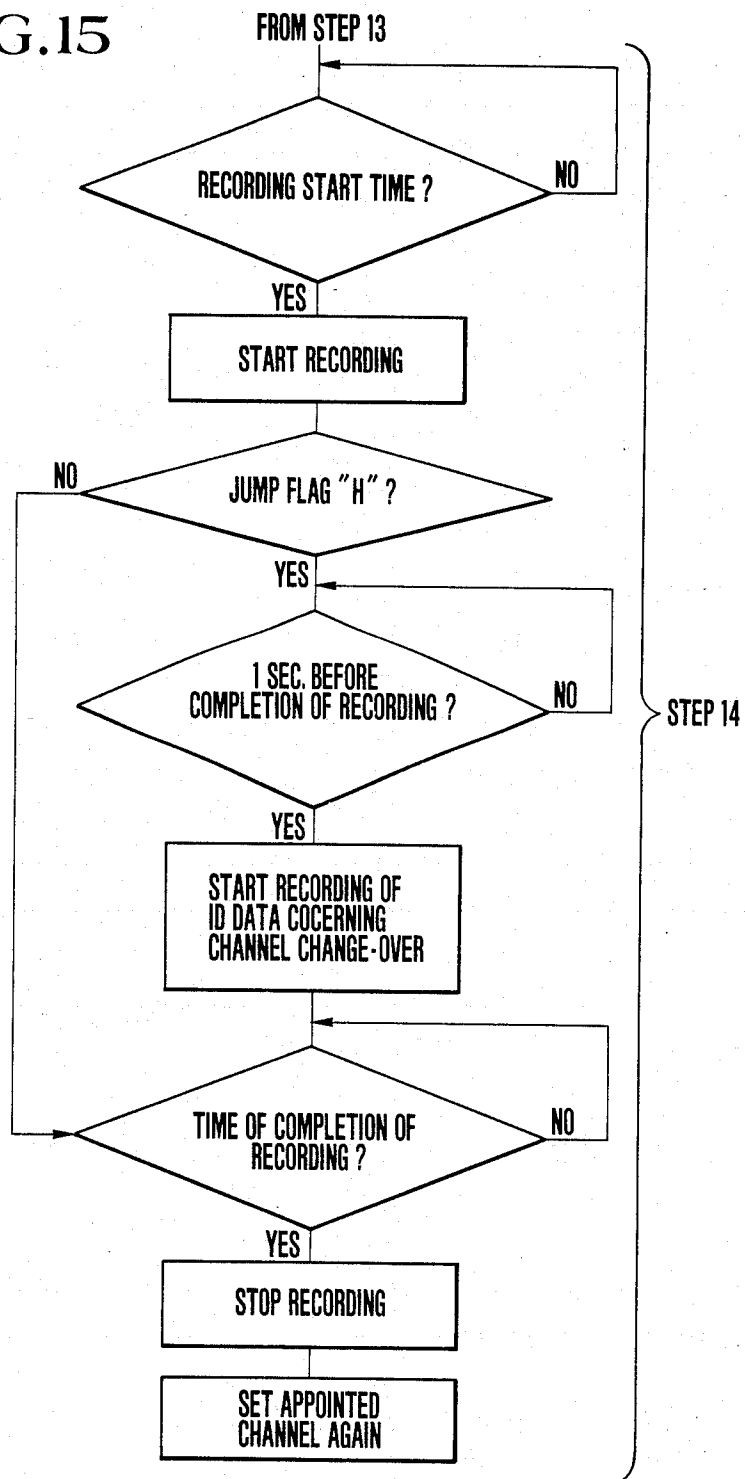 G.15
FROM STEP 13
RECORDING START TIME ?
NO
YES
START RECORDING
NO
JUMP FLAG "H" ?
YES
1 SEC. BEFORE
COMPLETION OF RECORDING ?
NO
STEP 14
YES
START RECORDING OF
ID DATA COCERNING
CHANNEL CHANGE-OVER
TIME OF COMPLETION OF
RECORDING ?
NO
YES
STOP RECORDING
SET APPOINTED
CHANNEL AGAIN